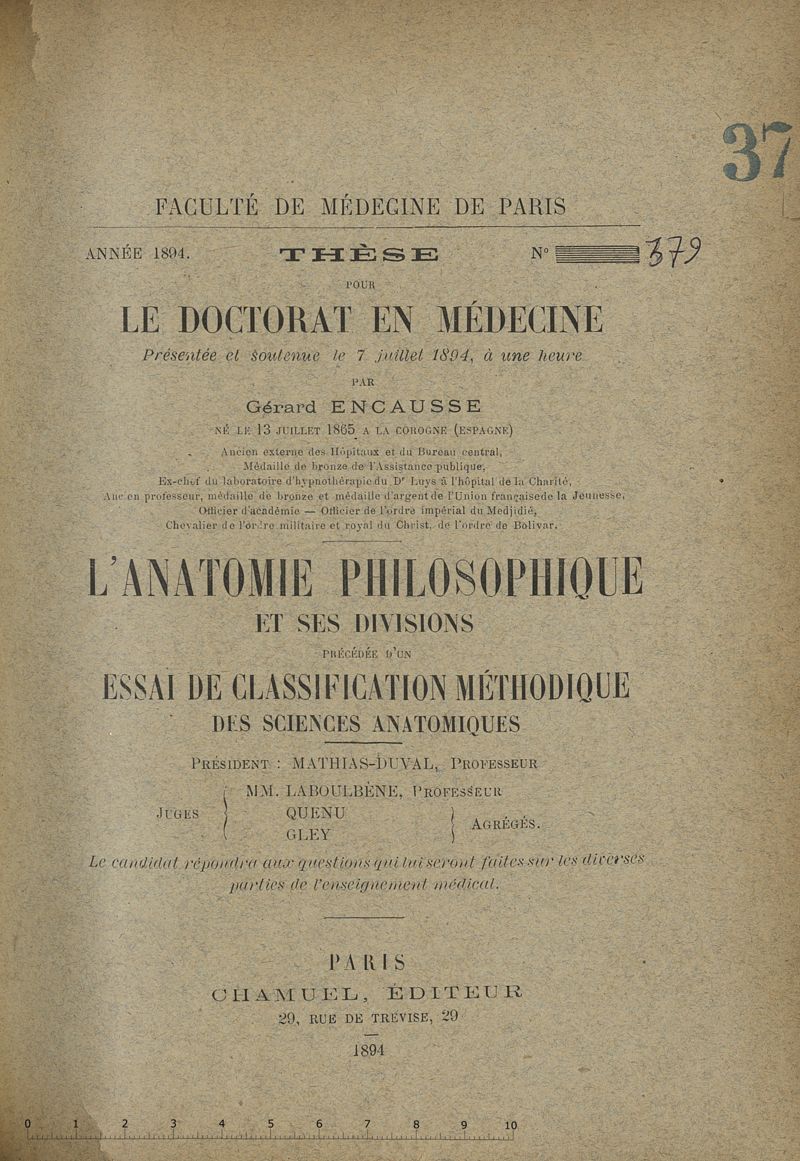 37
FACULTÉ DE MÉDECINE DE PARIS
ANNÉE 1894. THÈSE N° 379
POUR
LE DOCTORAT EN MÉDECINE
Présentée et soutenue le 7 juillet 1894, à une heure
PAR
Gérard ENCAUSSE
NÉ LE 13 JUILLET 1865 A LA COROGNE (ESPAGNE)
Ancien externe des Hôpitaux et du Bureau central,
Médaille de bronze de l'Assistance publique,
Ex-chef du laboratoire d'hypnothérapie du Dr Luys à l'hôpital de la Charité,
Ancien professeur, médaille de bronze et médaille d'argent de l'Union françaisede la Jeunesse,
Officier d'académie — Officier de l'ordre impérial du Medjidié,
Chevalier de l'ordre militaire et royal du Christ, de l'ordre de Bolivar.
L'ANATOMIE PHILOSOPHIQUE
ET SES DIVISIONS
PRÉCÉDÉE D'UN
ESSAI DE CLASSIFICATION MÉTHODIQUE
DES SCIENCES ANATOMIQUES
PRÉSIDENT : MATHIAS-DUVAL, PROFESSEUR
MM. LABOULBÈNE, PROFESSEUR
JUGES QUENU
GLEY AGRÉGÉS.
Le candidat répondra aux questions qui lui seront faites sur les diverses
parties de l'enseignement médical.
PARIS
CHAMUEL, ÉDITEUR
29, RUE DE TRÉVISE, 29
1894
0 1 2 3 4 5 6 7 8 9 10